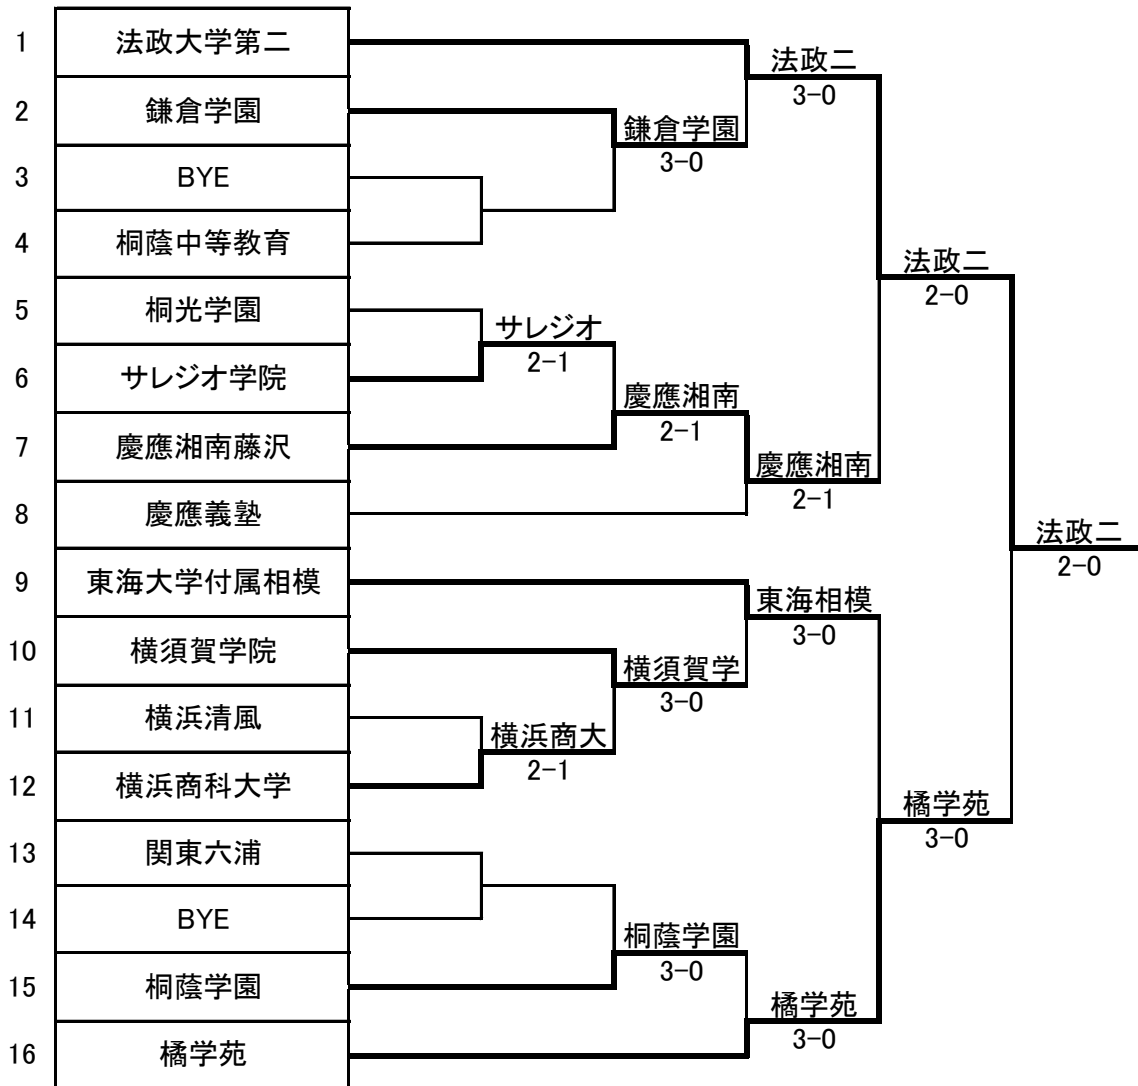 1 法政大学第二
法政二
3-0
2 鎌倉学園
鎌倉学園
3-0
3 BYE
4 桐蔭中等教育
法政二
2-0
5 桐光学園
サレジオ
2-1
6 サレジオ学院
慶應湘南
2-1
7 慶應湘南藤沢
慶應湘南
2-1
8 慶應義塾
法政二
2-0
9 東海大学付属相模
東海相模
3-0
10 横須賀学院
横須賀学
3-0
11 横浜清風
横浜商大
2-1
12 横浜商科大学
橘学苑
3-0
13 関東六浦
14 BYE
桐蔭学園
3-0
15 桐蔭学園
橘学苑
3-0
16 橘学苑